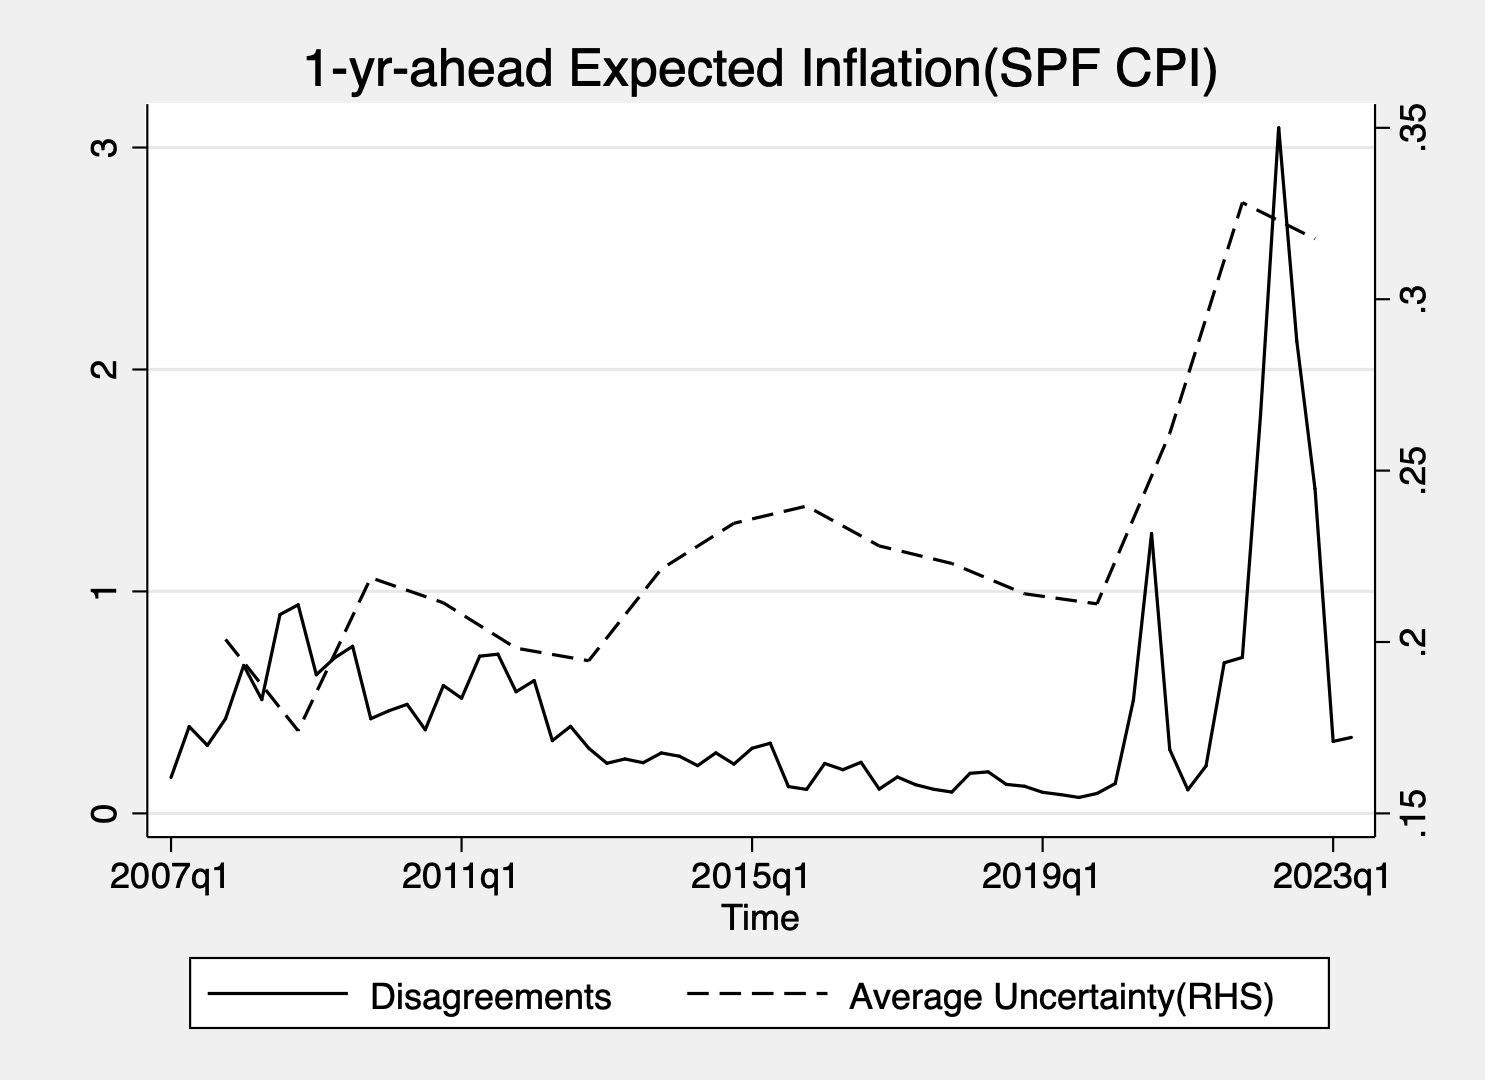 1-yr-ahead Expected Inflation(SPF CPI)
3
2
1
0
.35
.3
.25
.2
.15
2007q1 2011q1 2015q1 2019q1 2023q1
Time
Disagreements Average Uncertainty(RHS)